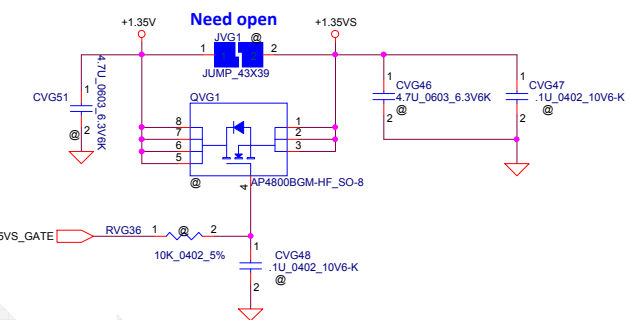 Need open
+1.35V
+1.35VS
JVG1
@
1
2
JUMP_43X39
CVG51
1
2
@
4.7U_0603_6.3V6K
QVG1
8
7
6
5
1
2
3
4
@
AP4800BGM-HF_SO-8
1
2
CVG46
4.7U_0603_6.3V6K
@
1
2
CVG47
.1U_0402_10V6-K
@
5VS_GATE
RVG36
1
@
2
10K_0402_5%
1
2
CVG48
.1U_0402_10V6-K
@